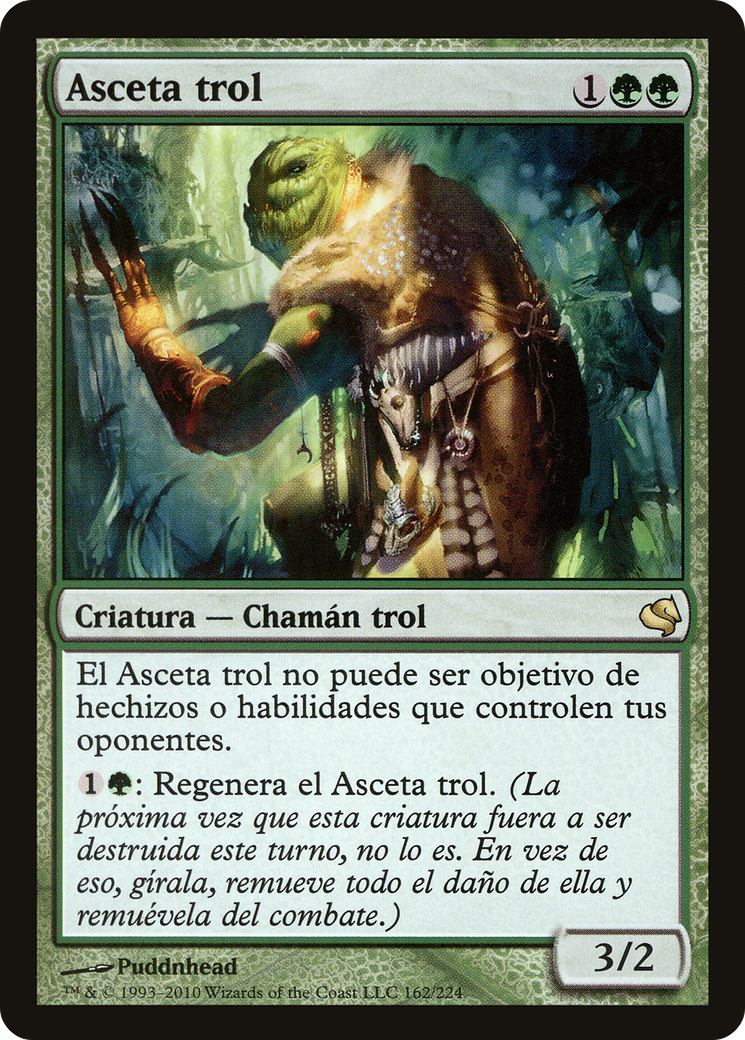 Asceta trol 1
Criatura — Chamán trol
El Asceta trol no puede ser objetivo de
hechizos o habilidades que controlen tus
oponentes.
1 : Regenera el Asceta trol. (La
próxima vez que esta criatura fuera a ser
destruida este turno, no lo es. En vez de
eso, gírala, remueve todo el daño de ella y
remuévela del combate.)
3/2
Puddnhead
™ & © 1993–2010 Wizards of the Coast LLC 162/224